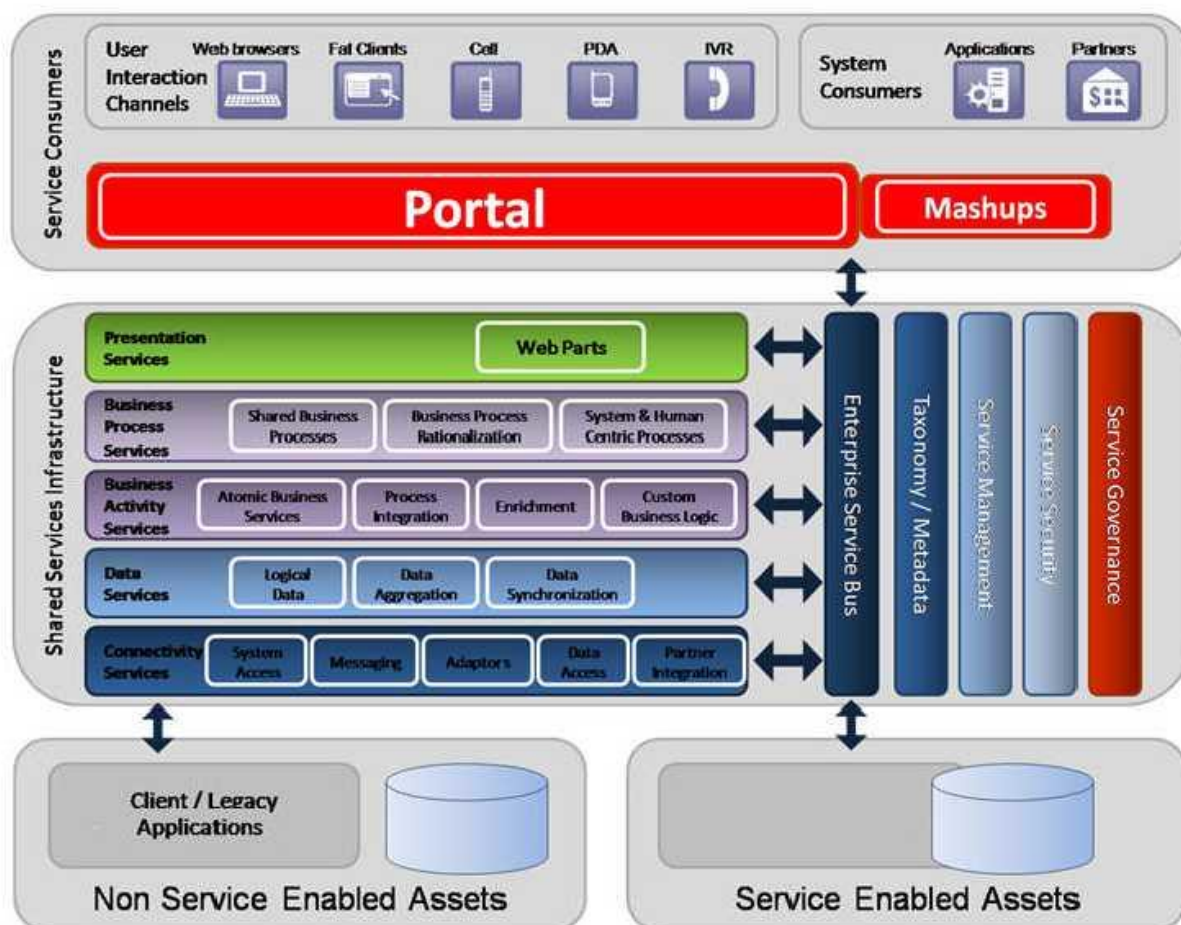 Service Consumers
User
Interaction
Channels
Web browsers
Fat Clients
Cell
PDA
IVR
System
Consumers
Applications
Partners
$
Portal
Mashups
Shared Services Infrastructure
Presentation
Services
Web Parts
Business
Process
Services
Shared Business
Processes
Business Process
Rationalization
System & Human
Centric Processes
Business
Activity
Services
Atomic Business
Services
Process
Integration
Enrichment
Custom
Business Logic
Data
Services
Logical
Data
Data
Aggregation
Data
Synchronization
Connectivity
Services
System
Access
Messaging
Adaptors
Data
Access
Partner
Integration
Enterprise Service Bus
Taxonomy / Metadata
Service Management
Service Security
Service Governance
Client / Legacy
Applications
Non Service Enabled Assets
Service Enabled Assets